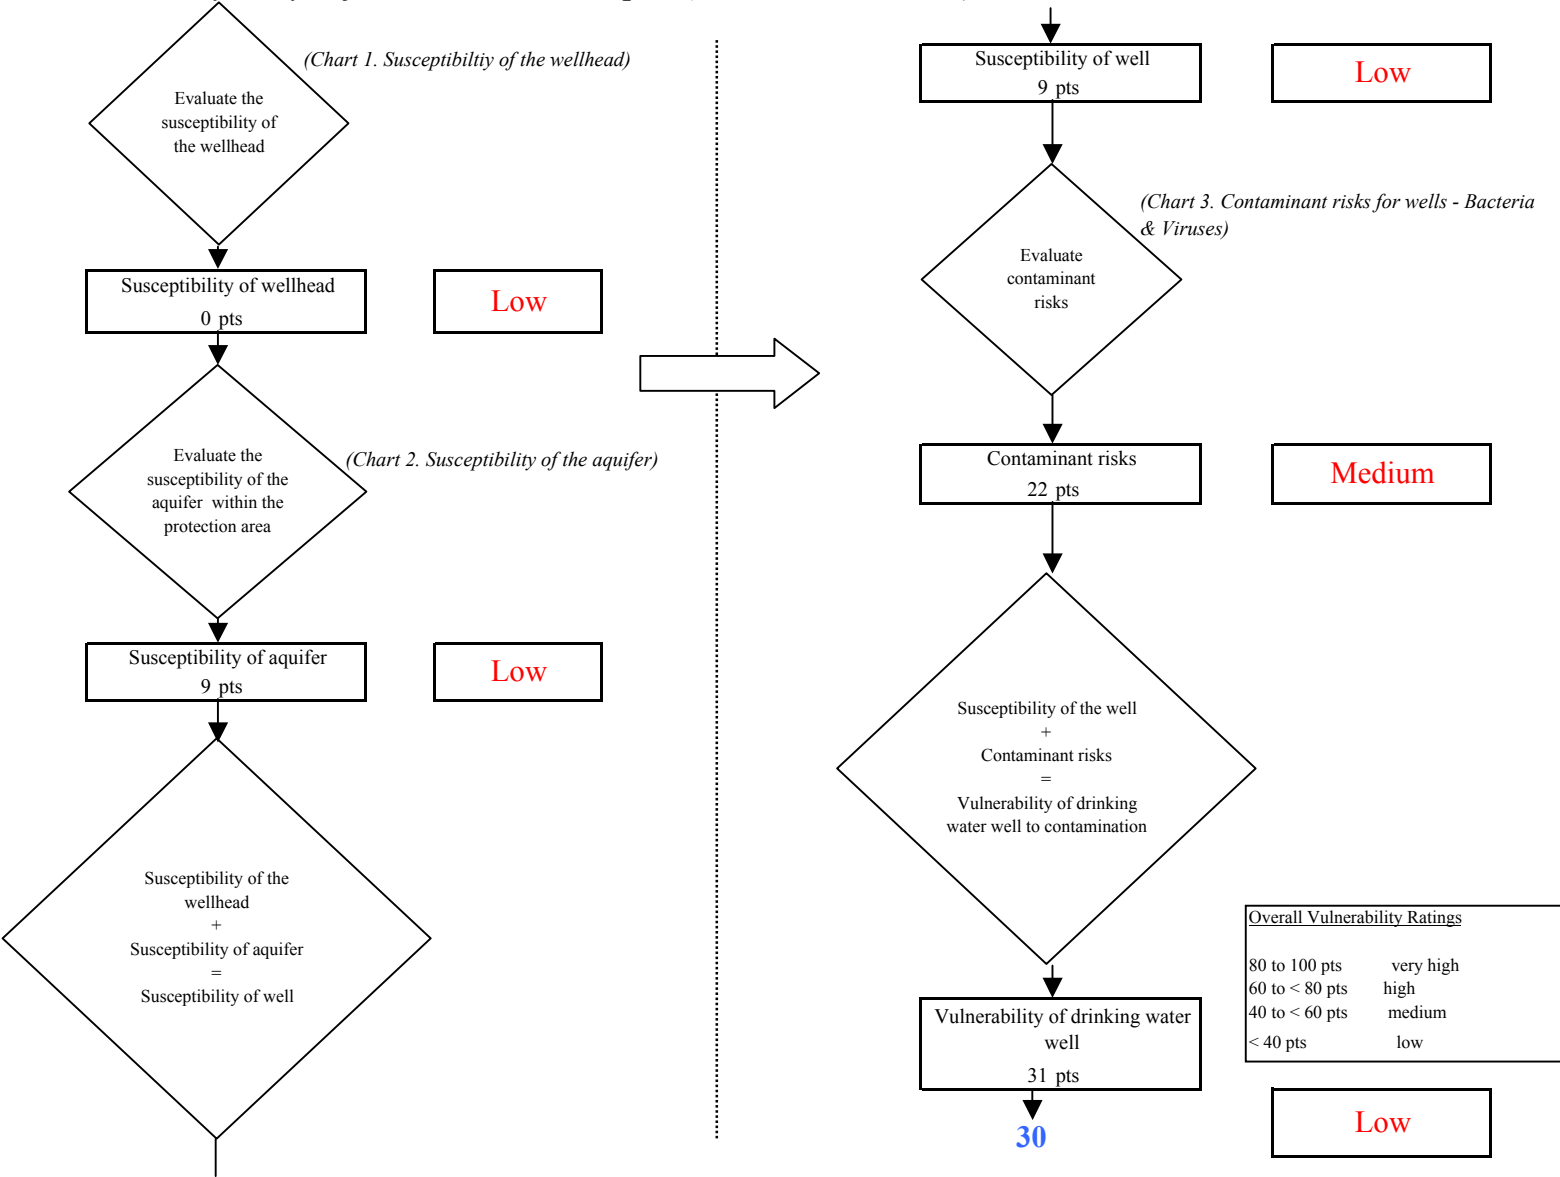 (Chart 1. Susceptibiltiy of the wellhead)
Evaluate the
susceptibility of
the wellhead
Susceptibility of wellhead
0 pts
Low
(Chart 2. Susceptibility of the aquifer)
Evaluate the
susceptibility of the
aquifer within the
protection area
Susceptibility of aquifer
9 pts
Low
Susceptibility of the
wellhead
+
Susceptibility of aquifer
=
Susceptibility of well
Susceptibility of well
9 pts
Low
(Chart 3. Contaminant risks for wells - Bacteria
& Viruses)
Evaluate
contaminant
risks
Contaminant risks
22 pts
Medium
Susceptibility of the well
+
Contaminant risks
=
Vulnerability of drinking
water well to contamination
Overall Vulnerability Ratings
80 to 100 pts very high
60 to < 80 pts high
40 to < 60 pts medium
< 40 pts low
Vulnerability of drinking water
well
31 pts
30
Low